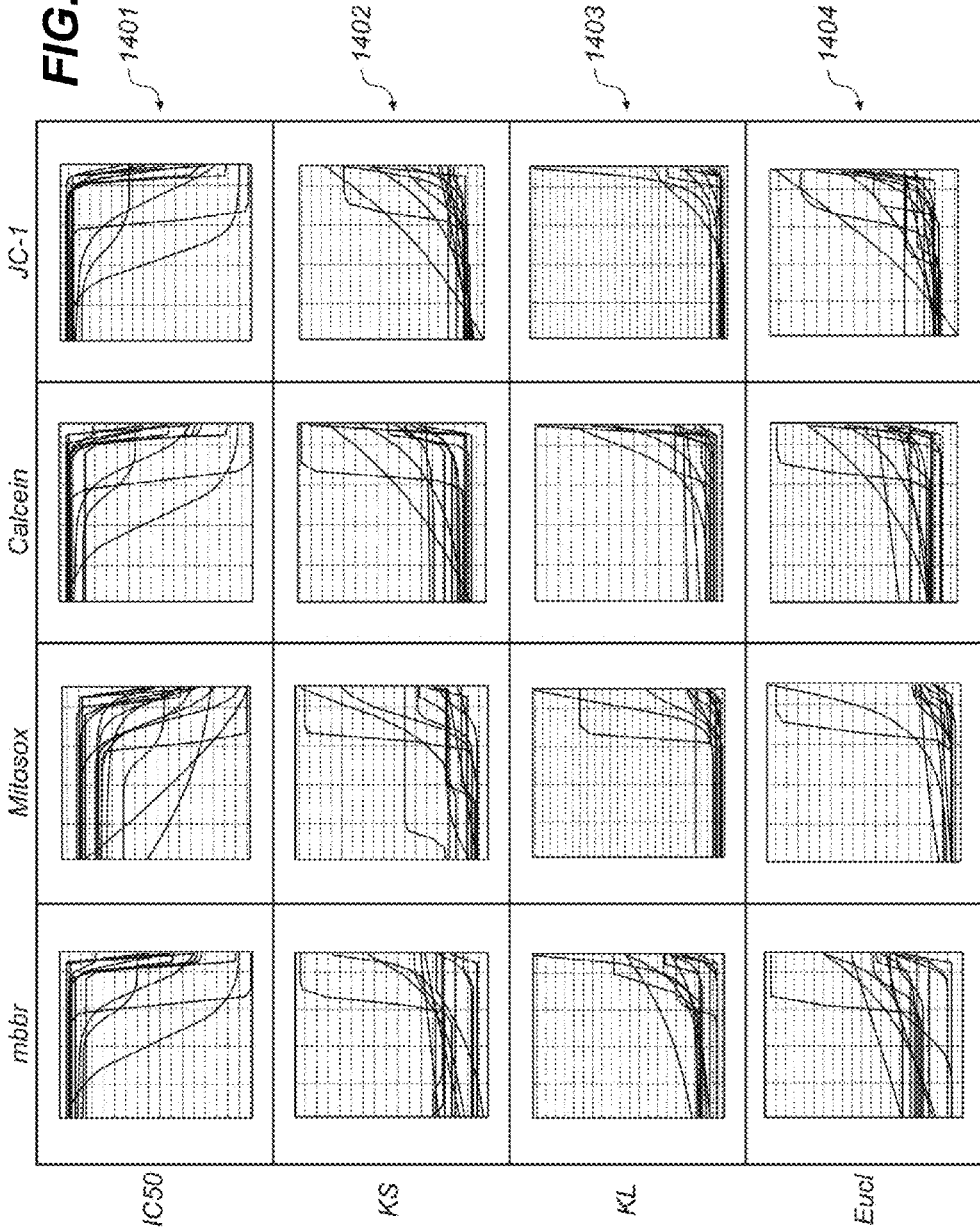 FIG.
mbbr
Mitosox
Calcein
JC-1
IC50
1401
KS
1402
KL
1403
Eucl
1404